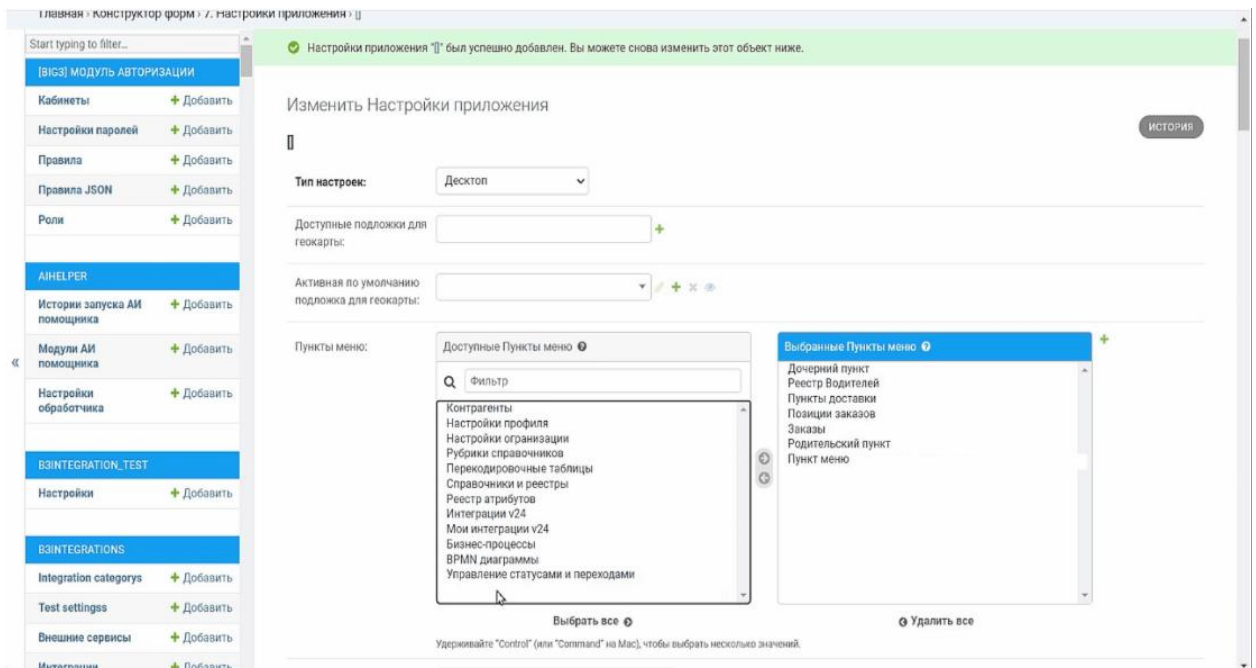 Главная › Конструктор форм › 7. Настройки приложения › []
Start typing to filter...
[BIG3] МОДУЛЬ АВТОРИЗАЦИИ
Кабинеты + Добавить
Настройки паролей + Добавить
Правила + Добавить
Правила JSON + Добавить
Роли + Добавить
AIHELPER
Истории запуска АИ помощника + Добавить
Модули АИ помощника + Добавить
Настройки обработчика + Добавить
B3INTEGRATION_TEST
Настройки + Добавить
B3INTEGRATIONS
Integration categorys + Добавить
Test settingss + Добавить
Внешние сервисы + Добавить
Интеграции + Добавить
«
Настройки приложения "[]" был успешно добавлен. Вы можете снова изменить этот объект ниже.
Изменить Настройки приложения
ИСТОРИЯ
[]
Тип настроек: Десктоп
Доступные подложки для
геокарты:
Активная по умолчанию
подложка для геокарты:
Пункты меню:
Доступные Пункты меню
Фильтр
Контрагенты
Настройки профиля
Настройки огранизации
Рубрики справочников
Перекодировочные таблицы
Справочники и реестры
Реестр атрибутов
Интеграции v24
Мои интеграции v24
Бизнес-процессы
BPMN диаграммы
Управление статусами и переходами
Выбрать все
Выбранные Пункты меню
Дочерний пункт
Реестр Водителей
Пункты доставки
Позиции заказов
Заказы
Родительский пункт
Пункт меню
Удалить все
Удерживайте "Control" (или "Command" на Mac), чтобы выбрать несколько значений.